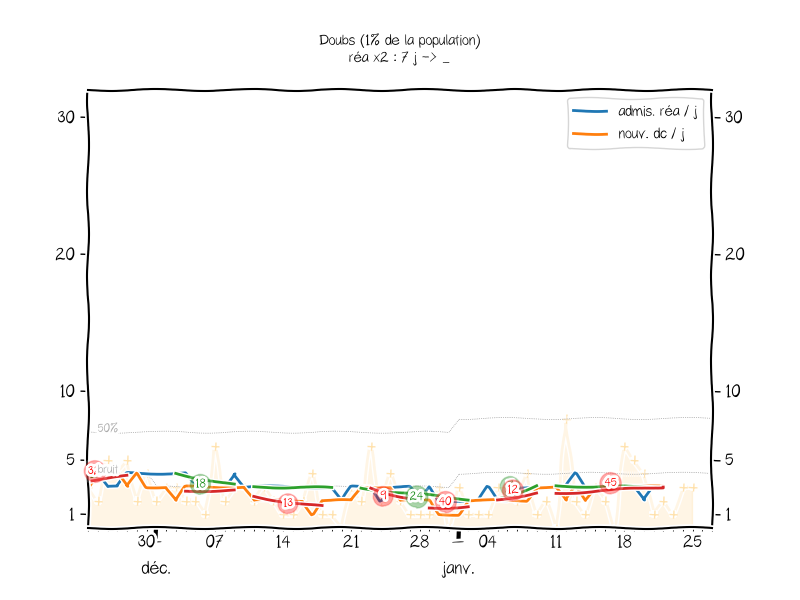 Doubs (1% de la population)
réa x2 : 7 j -> _
admis. réa / j
nouv. dc / j
30 30
20 20
10 10
50%
5 5
bruit
18 13 9 24 40 12 45
1 1
30 07 14 21 28 04 11 18 25
déc. janv.